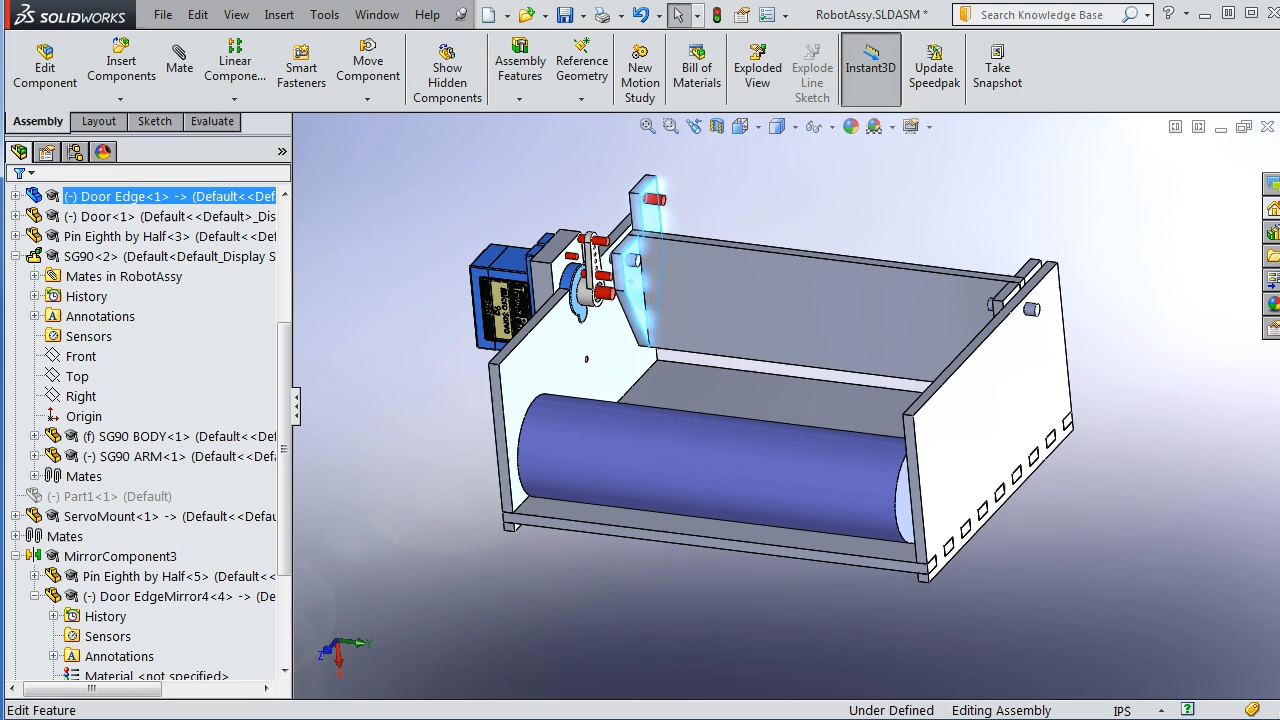 SOLIDWORKS File Edit View Insert Tools Window Help RobotAssy.SLDASM * Search Knowledge Base
Edit Component
Insert Components
Mate
Linear Compone...
Smart Fasteners
Move Component
Show Hidden Components
Assembly Features
Reference Geometry
New Motion Study
Bill of Materials
Exploded View
Explode Line Sketch
Instant3D
Update Speedpak
Take Snapshot
Assembly Layout Sketch Evaluate
(-) Door Edge<1> -> (Default<<Def
(-) Door<1> (Default<<Default>_Dis
Pin Eighth by Half<3> (Default<<De
SG90<2> (Default<Default_Display S
Mates in RobotAssy
History
Annotations
Sensors
Front
Top
Right
Origin
(f) SG90 BODY<1> (Default<<Def
(-) SG90 ARM<1> (Default<<Defa
Mates
(-) Part1<1> (Default)
ServoMount<1> -> (Default<<Defau
Mates
MirrorComponent3
Pin Eighth by Half<5> (Default<<
(-) Door EdgeMirror4<4> -> (De
History
Sensors
Annotations
Material <not specified>
Micro Servo
9g
Z Y
X
Edit Feature Under Defined Editing Assembly IPS